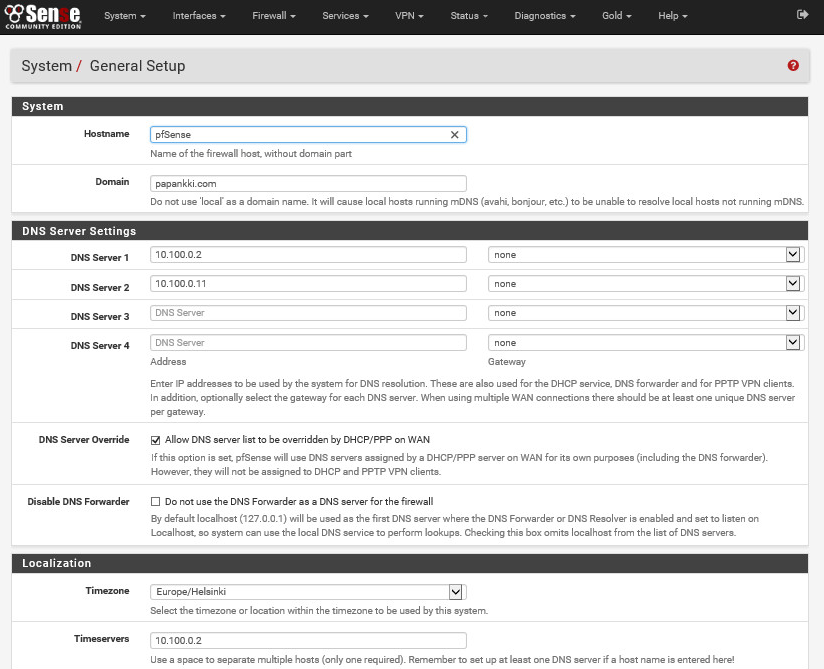 Sense
COMMUNITY EDITION
System Interfaces Firewall Services VPN Status Diagnostics Gold Help
System / General Setup
System
Hostname pfSense
Name of the firewall host, without domain part
Domain papankki.com
Do not use 'local' as a domain name. It will cause local hosts running mDNS (avahi, bonjour, etc.) to be unable to resolve local hosts not running mDNS.
DNS Server Settings
DNS Server 1 10.100.0.2 none
DNS Server 2 10.100.0.11 none
DNS Server 3 DNS Server none
DNS Server 4 DNS Server none
Address Gateway
Enter IP addresses to be used by the system for DNS resolution. These are also used for the DHCP service, DNS forwarder and for PPTP VPN clients.
In addition, optionally select the gateway for each DNS server. When using multiple WAN connections there should be at least one unique DNS server
per gateway.
DNS Server Override Allow DNS server list to be overridden by DHCP/PPP on WAN
If this option is set, pfSense will use DNS servers assigned by a DHCP/PPP server on WAN for its own purposes (including the DNS forwarder).
However, they will not be assigned to DHCP and PPTP VPN clients.
Disable DNS Forwarder Do not use the DNS Forwarder as a DNS server for the firewall
By default localhost (127.0.0.1) will be used as the first DNS server where the DNS Forwarder or DNS Resolver is enabled and set to listen on
Localhost, so system can use the local DNS service to perform lookups. Checking this box omits localhost from the list of DNS servers.
Localization
Timezone Europe/Helsinki
Select the timezone or location within the timezone to be used by this system.
Timeservers 10.100.0.2
Use a space to separate multiple hosts (only one required). Remember to set up at least one DNS server if a host name is entered here!